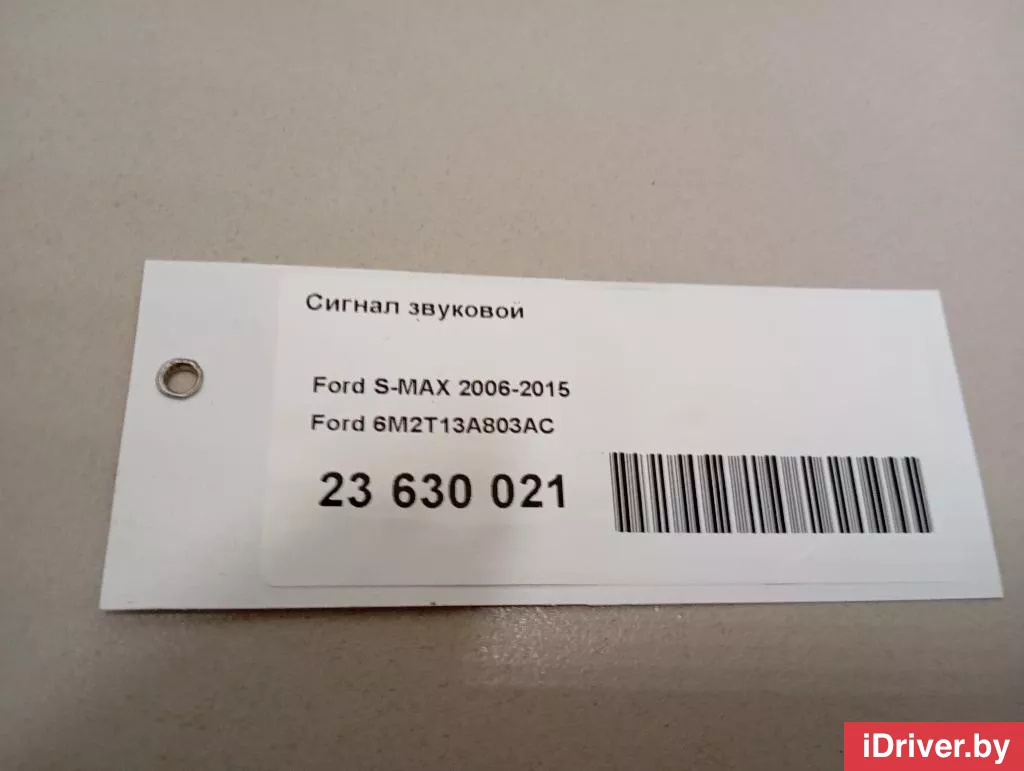 Сигнал звуковой
Ford S-MAX 2006-2015
Ford 6M2T13A803AC
23 630 021
iDriver.by